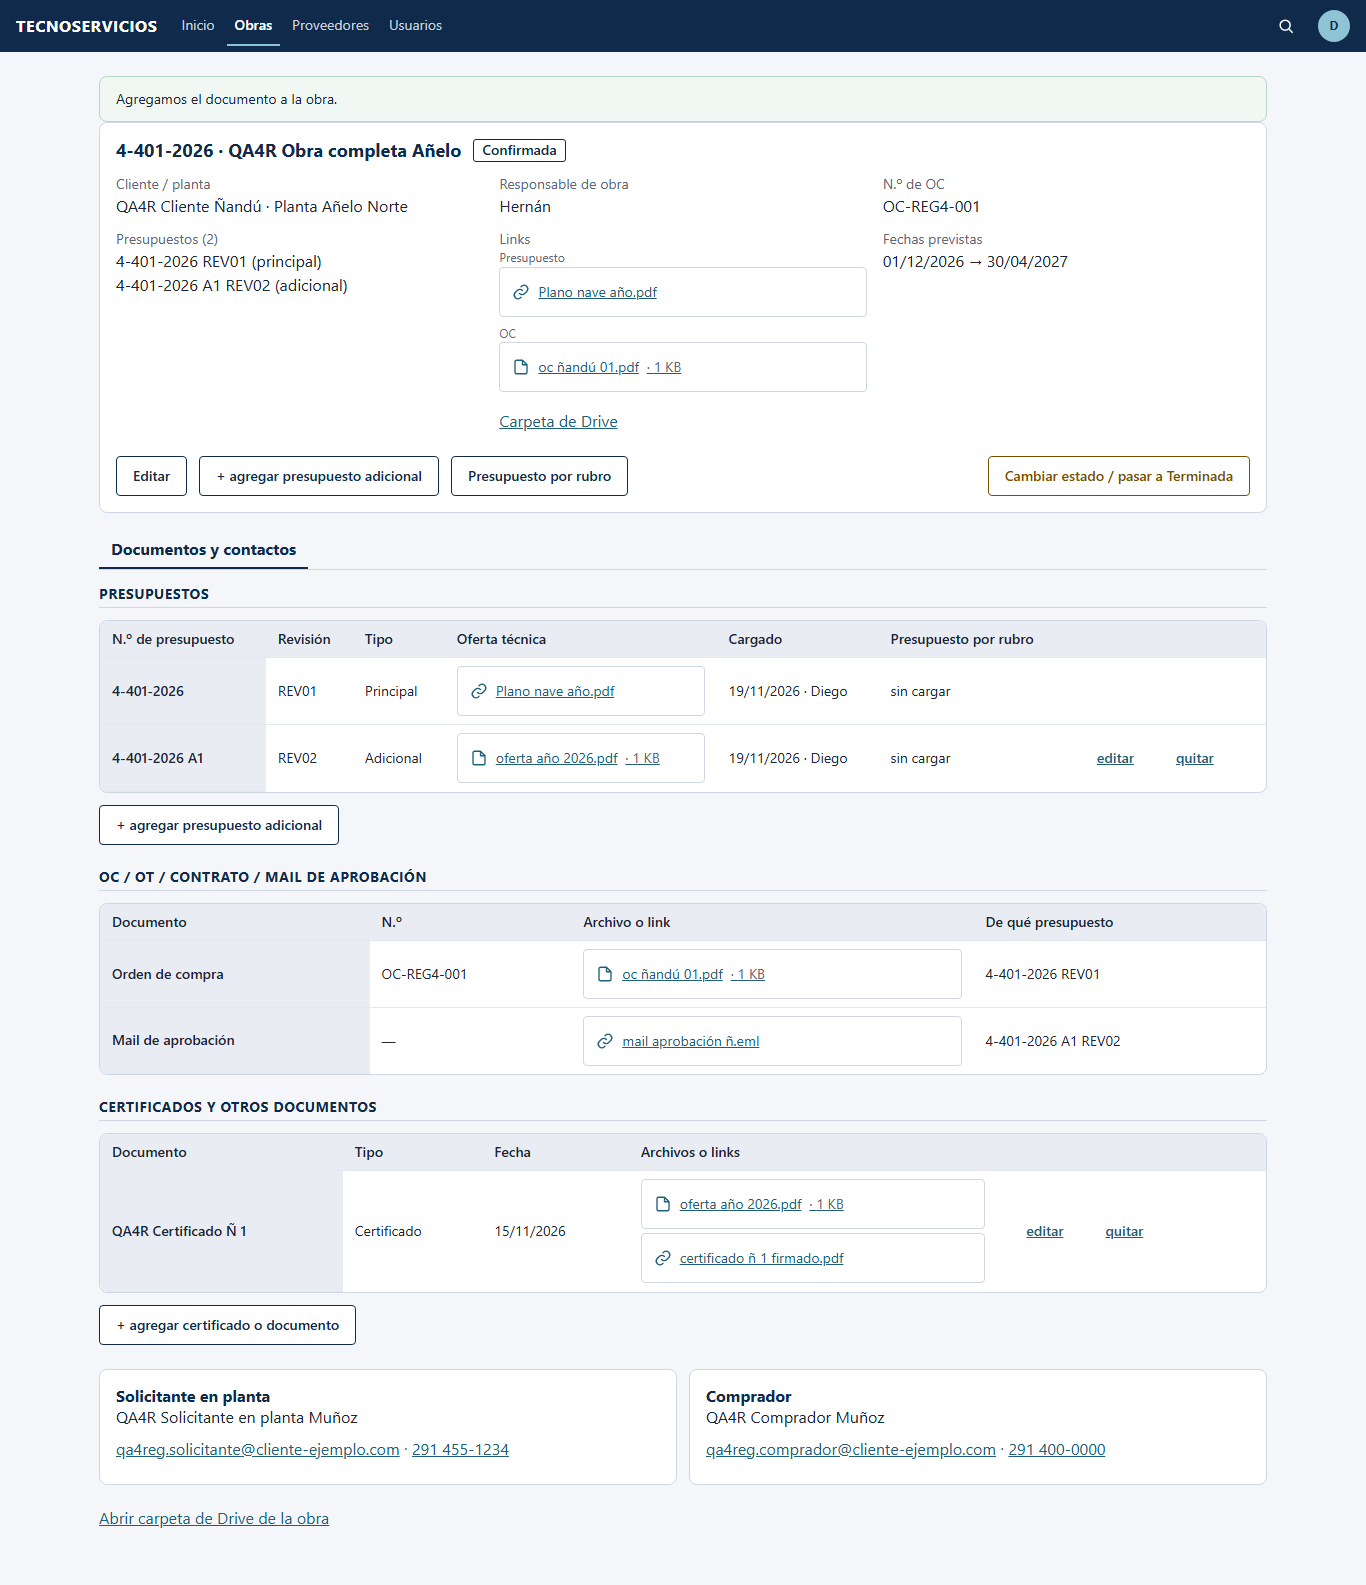 TECNOSERVICIOS Inicio Obras Proveedores Usuarios D
Agregamos el documento a la obra.
4-401-2026 · QA4R Obra completa Añelo Confirmada
Cliente / planta
QA4R Cliente Ñandú · Planta Añelo Norte
Responsable de obra
Hernán
N.º de OC
OC-REG4-001
Presupuestos (2)
4-401-2026 REV01 (principal)
4-401-2026 A1 REV02 (adicional)
Links
Presupuesto
Plano nave año.pdf
OC
oc ñandú 01.pdf · 1 KB
Carpeta de Drive
Fechas previstas
01/12/2026 → 30/04/2027
Editar + agregar presupuesto adicional Presupuesto por rubro Cambiar estado / pasar a Terminada
Documentos y contactos
PRESUPUESTOS
N.º de presupuesto Revisión Tipo Oferta técnica Cargado Presupuesto por rubro
4-401-2026 REV01 Principal Plano nave año.pdf 19/11/2026 · Diego sin cargar
4-401-2026 A1 REV02 Adicional oferta año 2026.pdf · 1 KB 19/11/2026 · Diego sin cargar editar quitar
+ agregar presupuesto adicional
OC / OT / CONTRATO / MAIL DE APROBACIÓN
Documento N.º Archivo o link De qué presupuesto
Orden de compra OC-REG4-001 oc ñandú 01.pdf · 1 KB 4-401-2026 REV01
Mail de aprobación — mail aprobación ñ.eml 4-401-2026 A1 REV02
CERTIFICADOS Y OTROS DOCUMENTOS
Documento Tipo Fecha Archivos o links
QA4R Certificado Ñ 1 Certificado 15/11/2026 oferta año 2026.pdf · 1 KB
certificado ñ 1 firmado.pdf
editar quitar
+ agregar certificado o documento
Solicitante en planta
QA4R Solicitante en planta Muñoz
qa4reg.solicitante@cliente-ejemplo.com · 291 455-1234
Comprador
QA4R Comprador Muñoz
qa4reg.comprador@cliente-ejemplo.com · 291 400-0000
Abrir carpeta de Drive de la obra